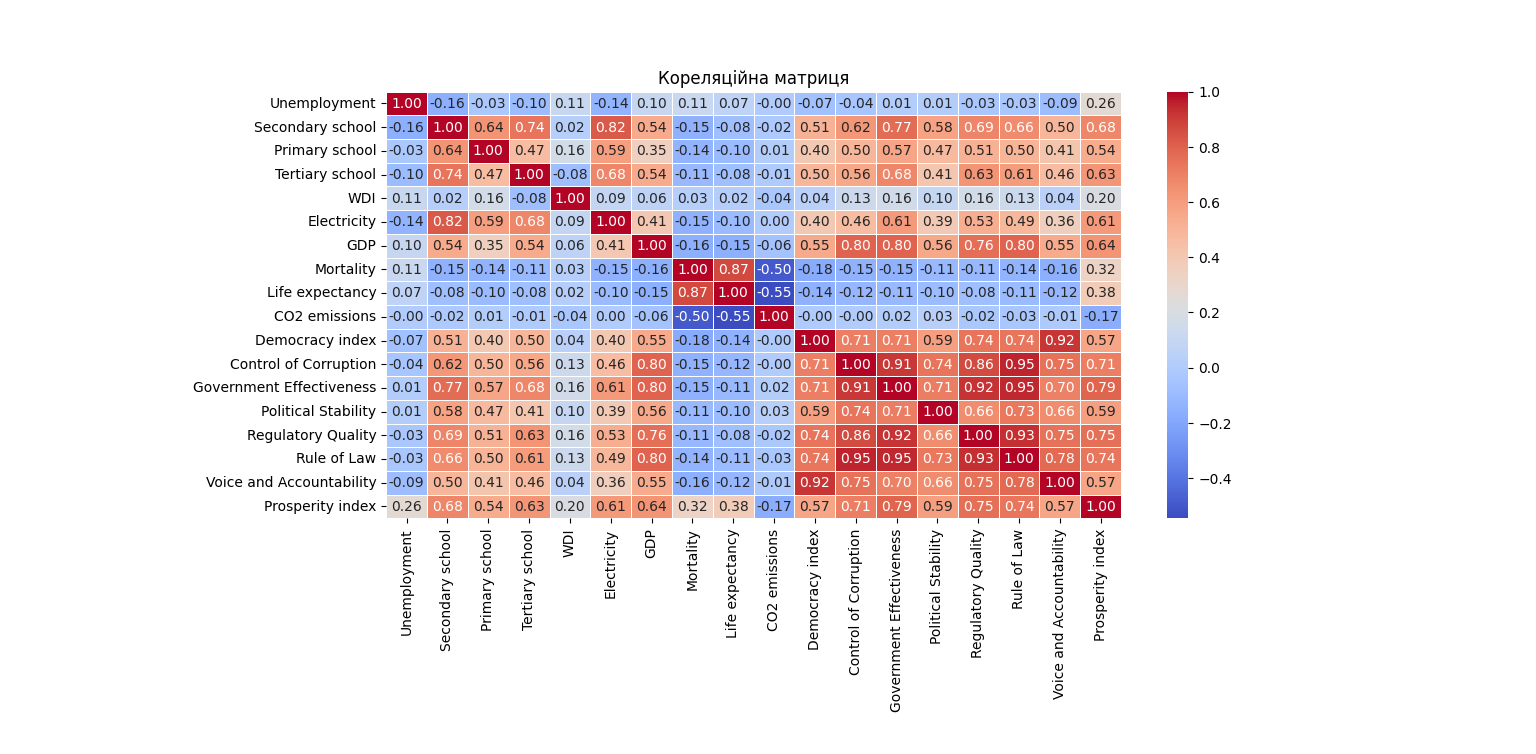 Кореляційна матриця
Unemployment 1.00 -0.16 -0.03 -0.10 0.11 -0.14 0.10 0.11 0.07 -0.00 -0.07 -0.04 0.01 0.01 -0.03 -0.03 -0.09 0.26
Secondary school -0.16 1.00 0.64 0.74 0.02 0.82 0.54 -0.15 -0.08 -0.02 0.51 0.62 0.77 0.58 0.69 0.66 0.50 0.68
Primary school -0.03 0.64 1.00 0.47 0.16 0.59 0.35 -0.14 -0.10 0.01 0.40 0.50 0.57 0.47 0.51 0.50 0.41 0.54
Tertiary school -0.10 0.74 0.47 1.00 -0.08 0.68 0.54 -0.11 -0.08 -0.01 0.50 0.56 0.68 0.41 0.63 0.61 0.46 0.63
WDI 0.11 0.02 0.16 -0.08 1.00 0.09 0.06 0.03 0.02 -0.04 0.04 0.13 0.16 0.10 0.16 0.13 0.04 0.20
Electricity -0.14 0.82 0.59 0.68 0.09 1.00 0.41 -0.15 -0.10 0.00 0.40 0.46 0.61 0.39 0.53 0.49 0.36 0.61
GDP 0.10 0.54 0.35 0.54 0.06 0.41 1.00 -0.16 -0.15 -0.06 0.55 0.80 0.80 0.56 0.76 0.80 0.55 0.64
Mortality 0.11 -0.15 -0.14 -0.11 0.03 -0.15 -0.16 1.00 0.87 -0.50 -0.18 -0.15 -0.15 -0.11 -0.11 -0.14 -0.16 0.32
Life expectancy 0.07 -0.08 -0.10 -0.08 0.02 -0.10 -0.15 0.87 1.00 -0.55 -0.14 -0.12 -0.11 -0.10 -0.08 -0.11 -0.12 0.38
CO2 emissions -0.00 -0.02 0.01 -0.01 -0.04 0.00 -0.06 -0.50 -0.55 1.00 -0.00 -0.00 0.02 0.03 -0.02 -0.03 -0.01 -0.17
Democracy index -0.07 0.51 0.40 0.50 0.04 0.40 0.55 -0.18 -0.14 -0.00 1.00 0.71 0.71 0.59 0.74 0.74 0.92 0.57
Control of Corruption -0.04 0.62 0.50 0.56 0.13 0.46 0.80 -0.15 -0.12 -0.00 0.71 1.00 0.91 0.74 0.86 0.95 0.75 0.71
Government Effectiveness 0.01 0.77 0.57 0.68 0.16 0.61 0.80 -0.15 -0.11 0.02 0.71 0.91 1.00 0.71 0.92 0.95 0.70 0.79
Political Stability 0.01 0.58 0.47 0.41 0.10 0.39 0.56 -0.11 -0.10 0.03 0.59 0.74 0.71 1.00 0.66 0.73 0.66 0.59
Regulatory Quality -0.03 0.69 0.51 0.63 0.16 0.53 0.76 -0.11 -0.08 -0.02 0.74 0.86 0.92 0.66 1.00 0.93 0.75 0.75
Rule of Law -0.03 0.66 0.50 0.61 0.13 0.49 0.80 -0.14 -0.11 -0.03 0.74 0.95 0.95 0.73 0.93 1.00 0.78 0.74
Voice and Accountability -0.09 0.50 0.41 0.46 0.04 0.36 0.55 -0.16 -0.12 -0.01 0.92 0.75 0.70 0.66 0.75 0.78 1.00 0.57
Prosperity index 0.26 0.68 0.54 0.63 0.20 0.61 0.64 0.32 0.38 -0.17 0.57 0.71 0.79 0.59 0.75 0.74 0.57 1.00
Unemployment
Secondary school
Primary school
Tertiary school
WDI
Electricity
GDP
Mortality
Life expectancy
CO2 emissions
Democracy index
Control of Corruption
Government Effectiveness
Political Stability
Regulatory Quality
Rule of Law
Voice and Accountability
Prosperity index
1.0
0.8
0.6
0.4
0.2
0.0
−0.2
−0.4